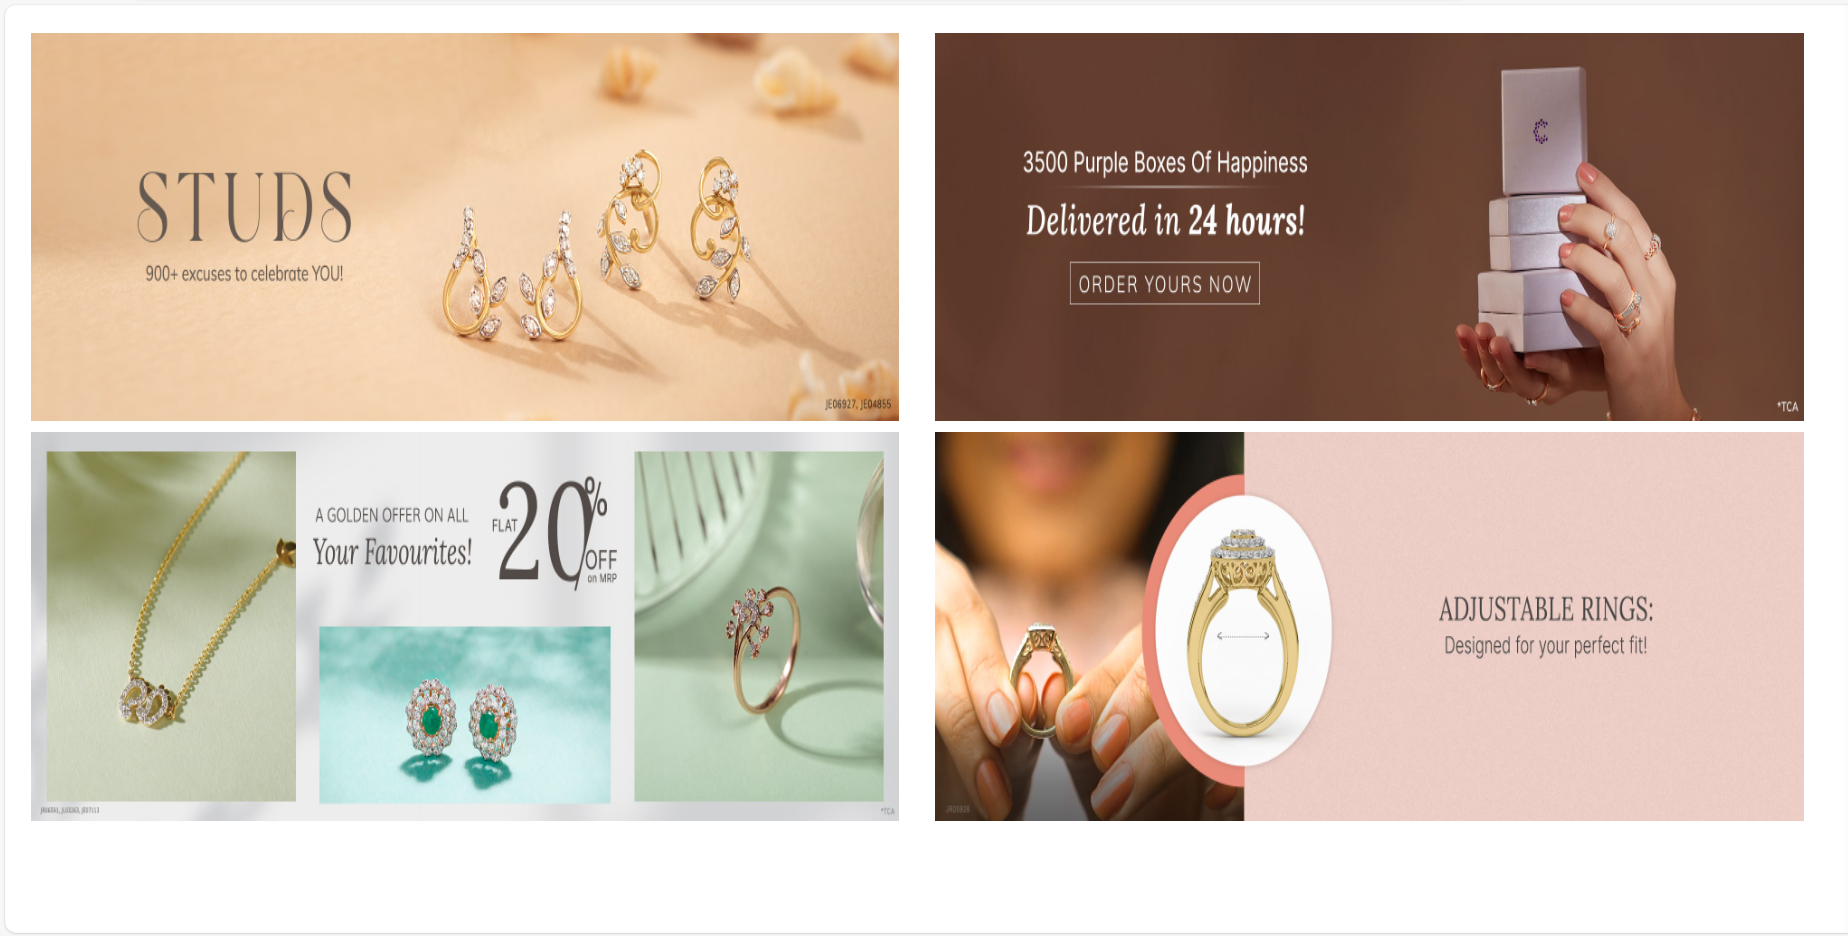 STUDS
900+ excuses to celebrate YOU!
JE06927, JE04855
3500 Purple Boxes Of Happiness
Delivered in 24 hours!
ORDER YOURS NOW
C
*TCA
A GOLDEN OFFER ON ALL
Your Favourites!
FLAT 20% OFF
on MRP
*TCA
ADJUSTABLE RINGS:
Designed for your perfect fit!